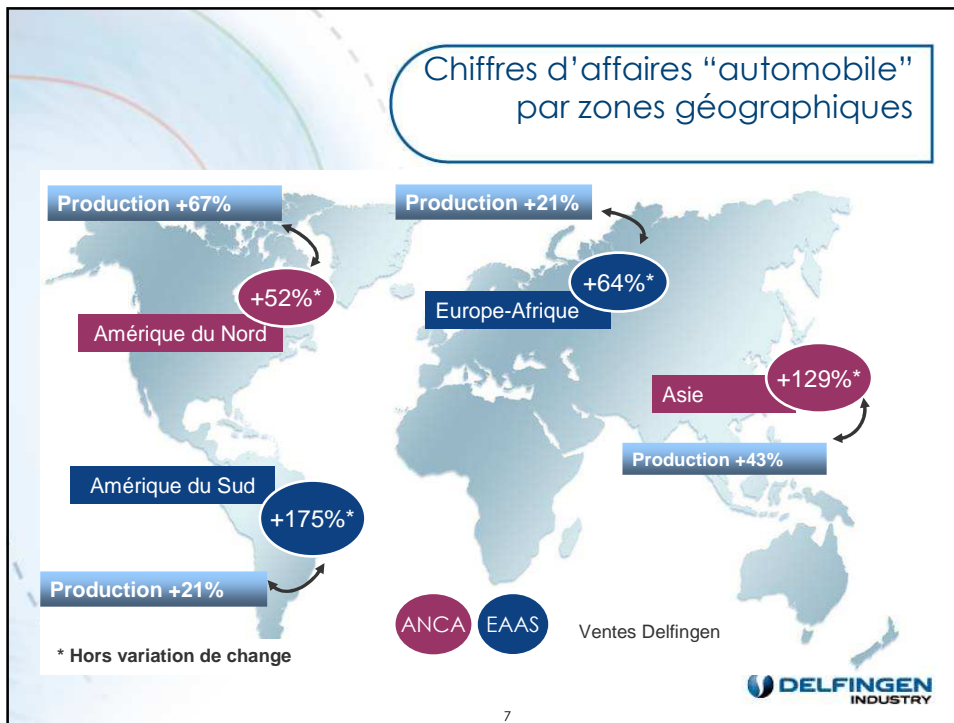 Chiffres d'affaires “automobile”
par zones géographiques
Production +67%
+52%*
Amérique du Nord
Production +21%
+64%*
Europe-Afrique
+129%*
Asie
Production +43%
Amérique du Sud
+175%*
Production +21%
ANCA
EAAS
Ventes Delfingen
* Hors variation de change
DELFINGEN
INDUSTRY
7